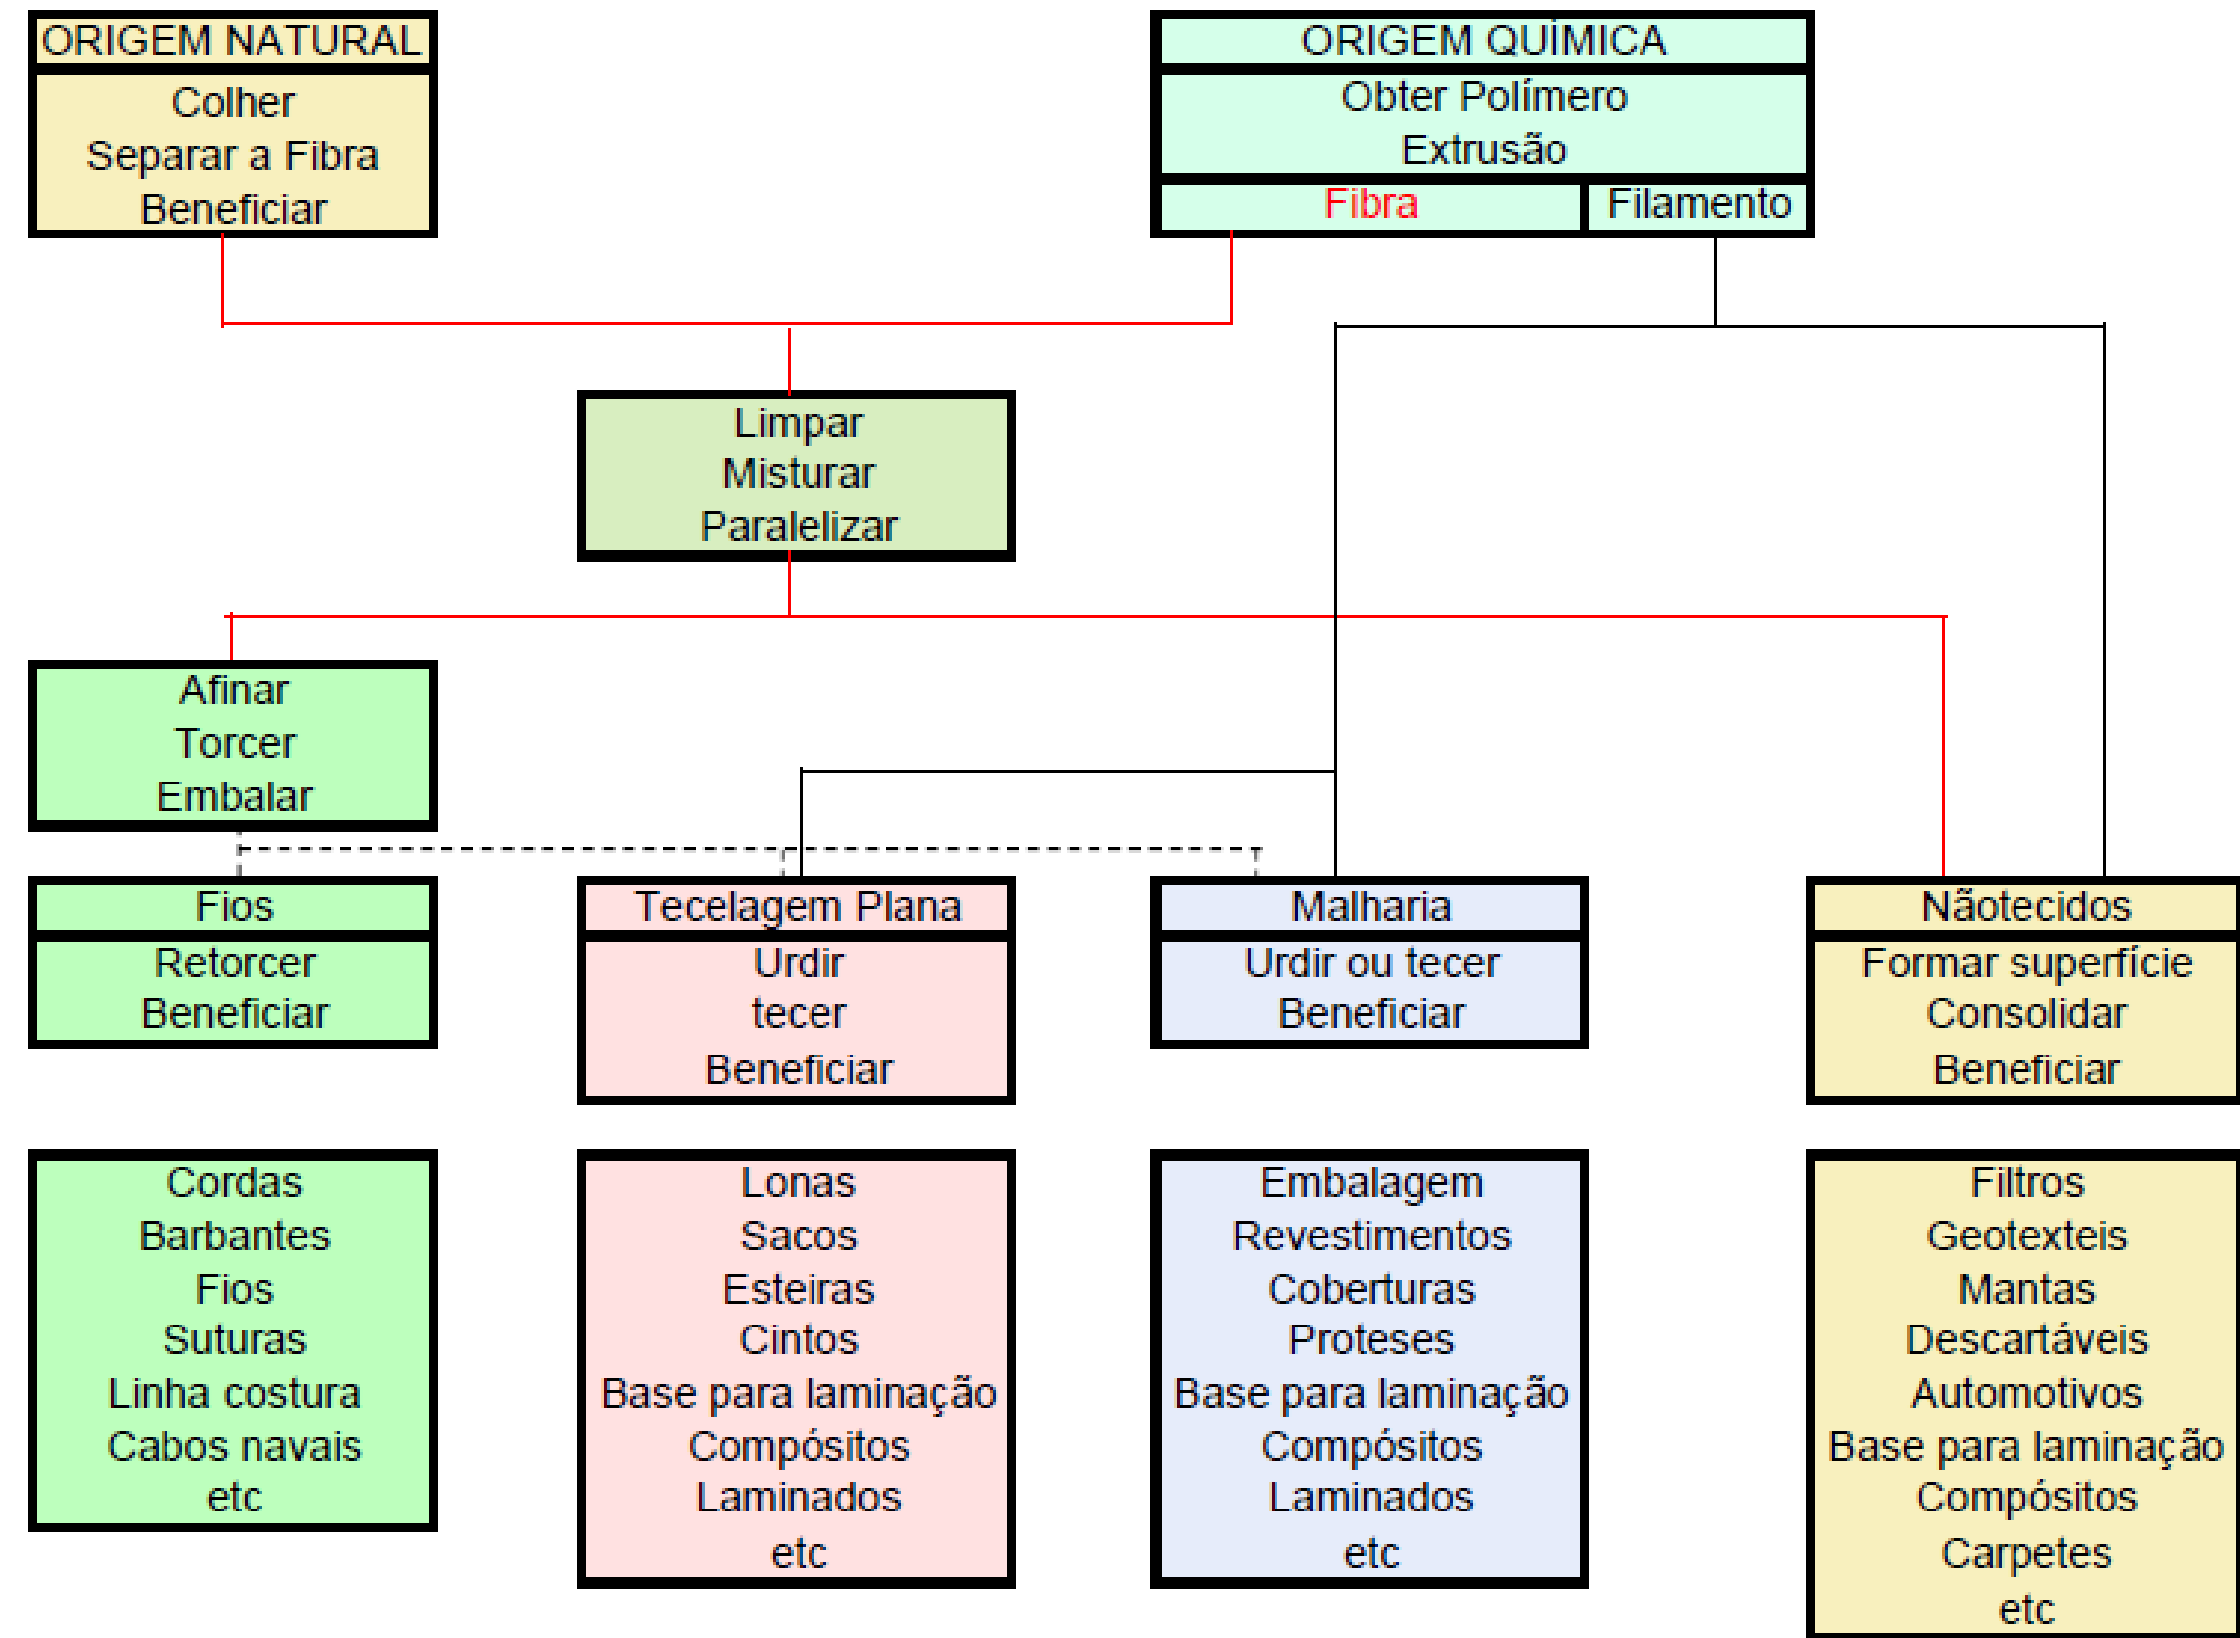 ORIGEM NATURAL
Colher
Separar a Fibra
Beneficiar
ORIGEM QUÍMICA
Obter Polímero
Extrusão
Fibra
Filamento
Limpar
Misturar
Paralelizar
Afinar
Torcer
Embalar
Fios
Retorcer
Beneficiar
Tecelagem Plana
Urdir
tecer
Beneficiar
Malharia
Urdir ou tecer
Beneficiar
Nãotecidos
Formar superfície
Consolidar
Beneficiar
Cordas
Barbantes
Fios
Suturas
Linha costura
Cabos navais
etc
Lonas
Sacos
Esteiras
Cintos
Base para laminação
Compósitos
Laminados
etc
Embalagem
Revestimentos
Coberturas
Proteses
Base para laminação
Compósitos
Laminados
etc
Filtros
Geotexteis
Mantas
Descartáveis
Automotivos
Base para laminação
Compósitos
Carpetes
etc